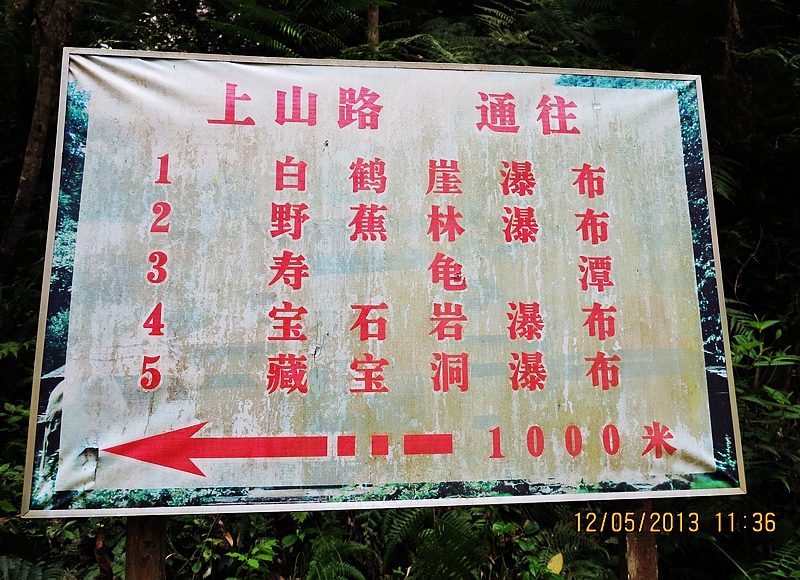 上山路 通往
1 白鹤崖瀑布
2 野蕉林瀑布
3 寿龟潭
4 宝石岩瀑布
5 藏宝洞瀑布
1000米
12/05/2013 11:36